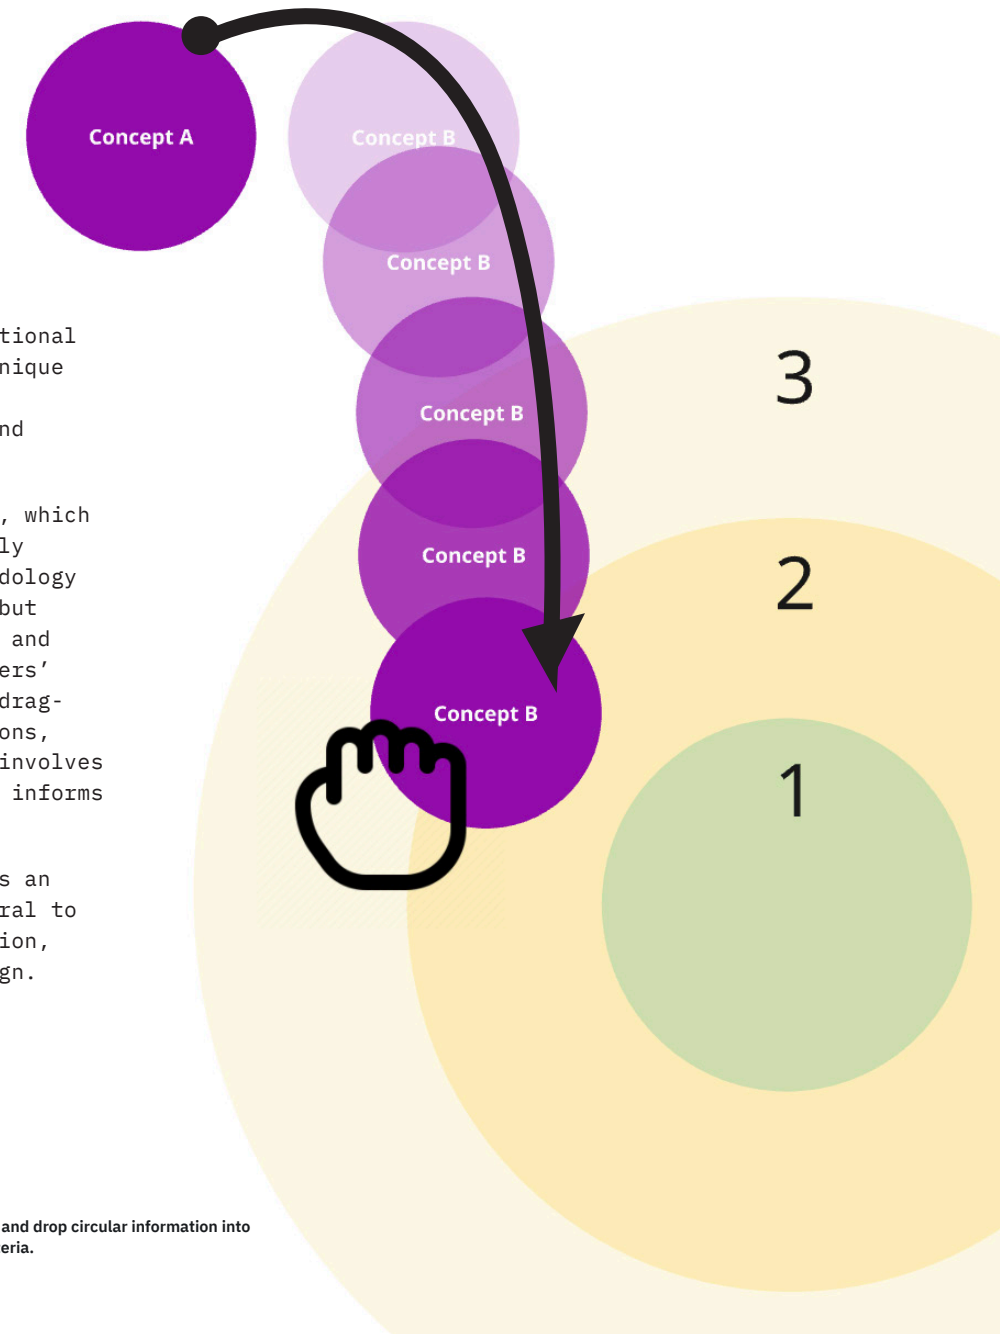 Concept A
Concept B
Concept B
Concept B
Concept B
Concept B
3
2
1
tional
nique
nd
, which
ly
dology
but
and
ers’
drag-
ons,
involves
informs
s an
ral to
ion,
gn.
and drop circular information into
eria.